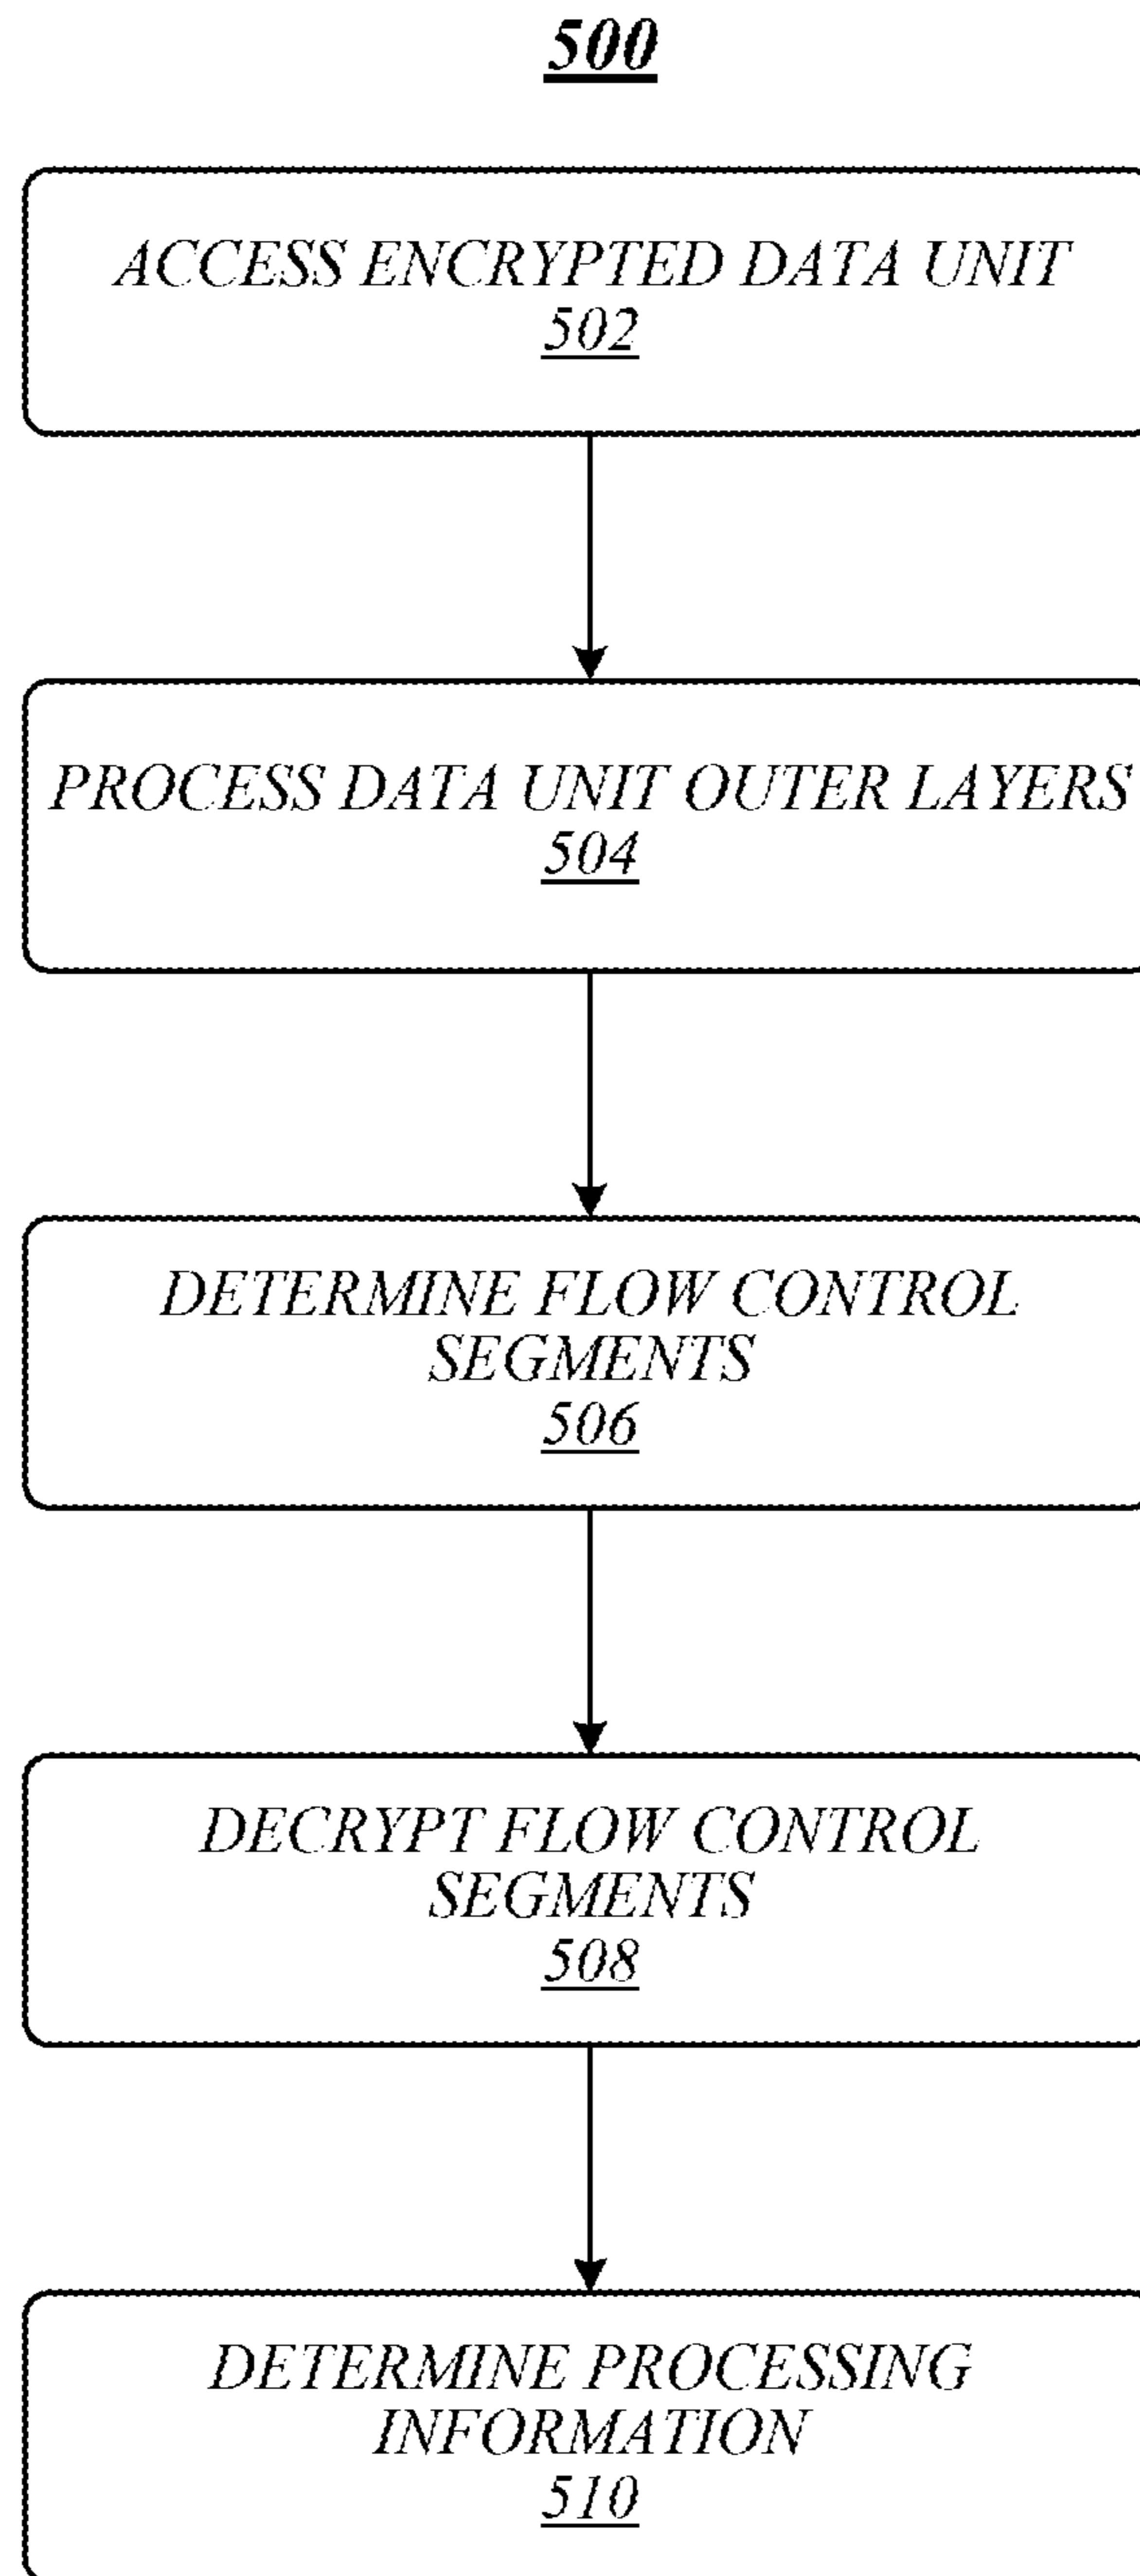 500
ACCESS ENCRYPTED DATA UNIT
502
PROCESS DATA UNIT OUTER LAYERS
504
DETERMINE FLOW CONTROL
SEGMENTS
506
DECRYPT FLOW CONTROL
SEGMENTS
508
DETERMINE PROCESSING
INFORMATION
510